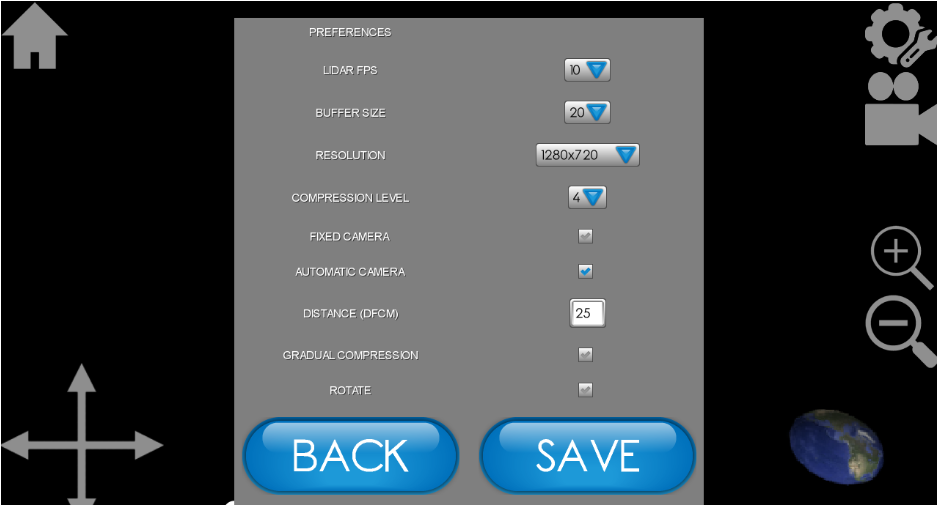 PREFERENCES
LIDAR FPS 10
BUFFER SIZE 20
RESOLUTION 1280x720
COMPRESSION LEVEL 4
FIXED CAMERA
AUTOMATIC CAMERA
DISTANCE (DFCM) 25
GRADUAL COMPRESSION
ROTATE
BACK SAVE